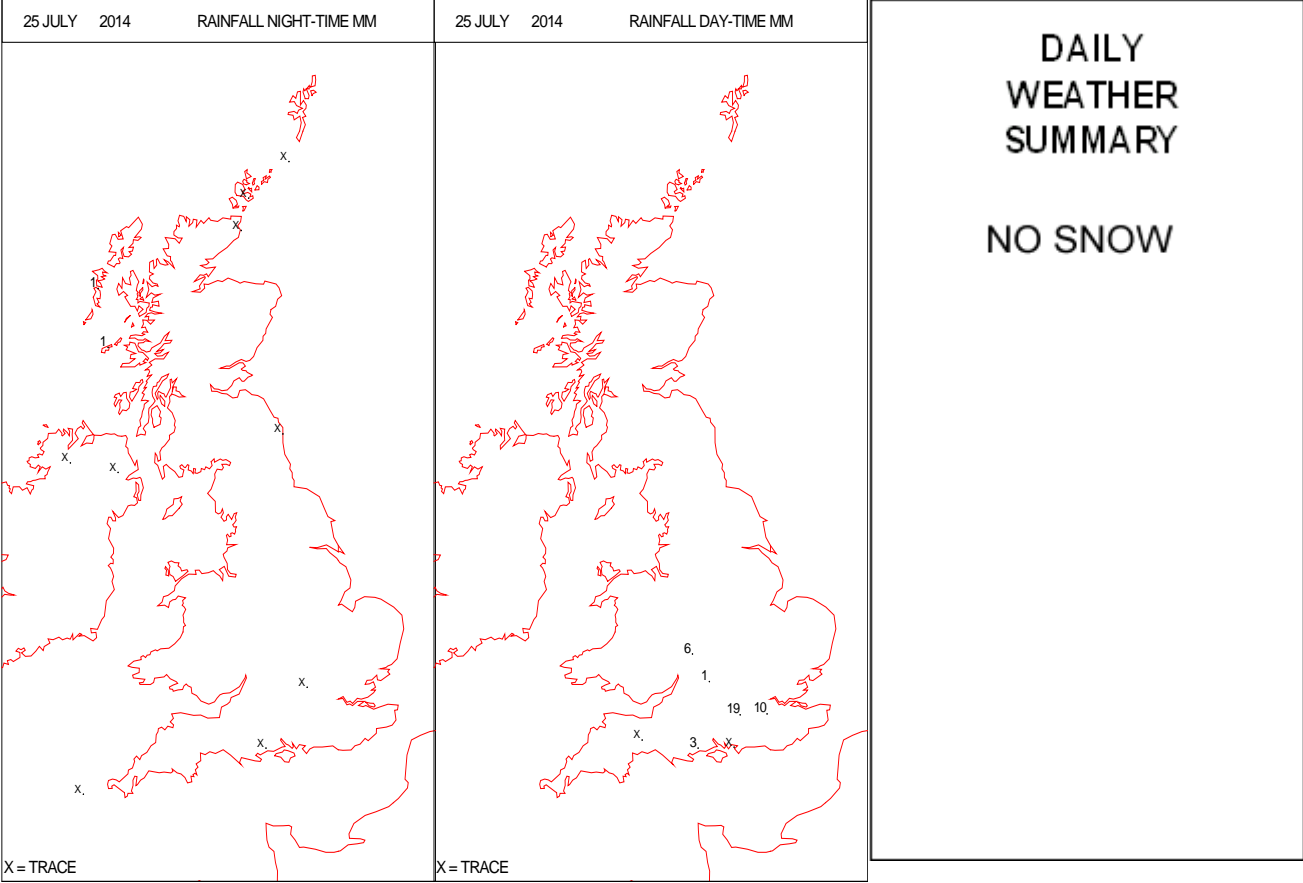 25 JULY 2014 RAINFALL NIGHT-TIME MM
X
X
X
1
1
X
X
X
X
X
X
X = TRACE
25 JULY 2014 RAINFALL DAY-TIME MM
6
1
19 10
X
3 X
X = TRACE
DAILY
WEATHER
SUMMARY
NO SNOW